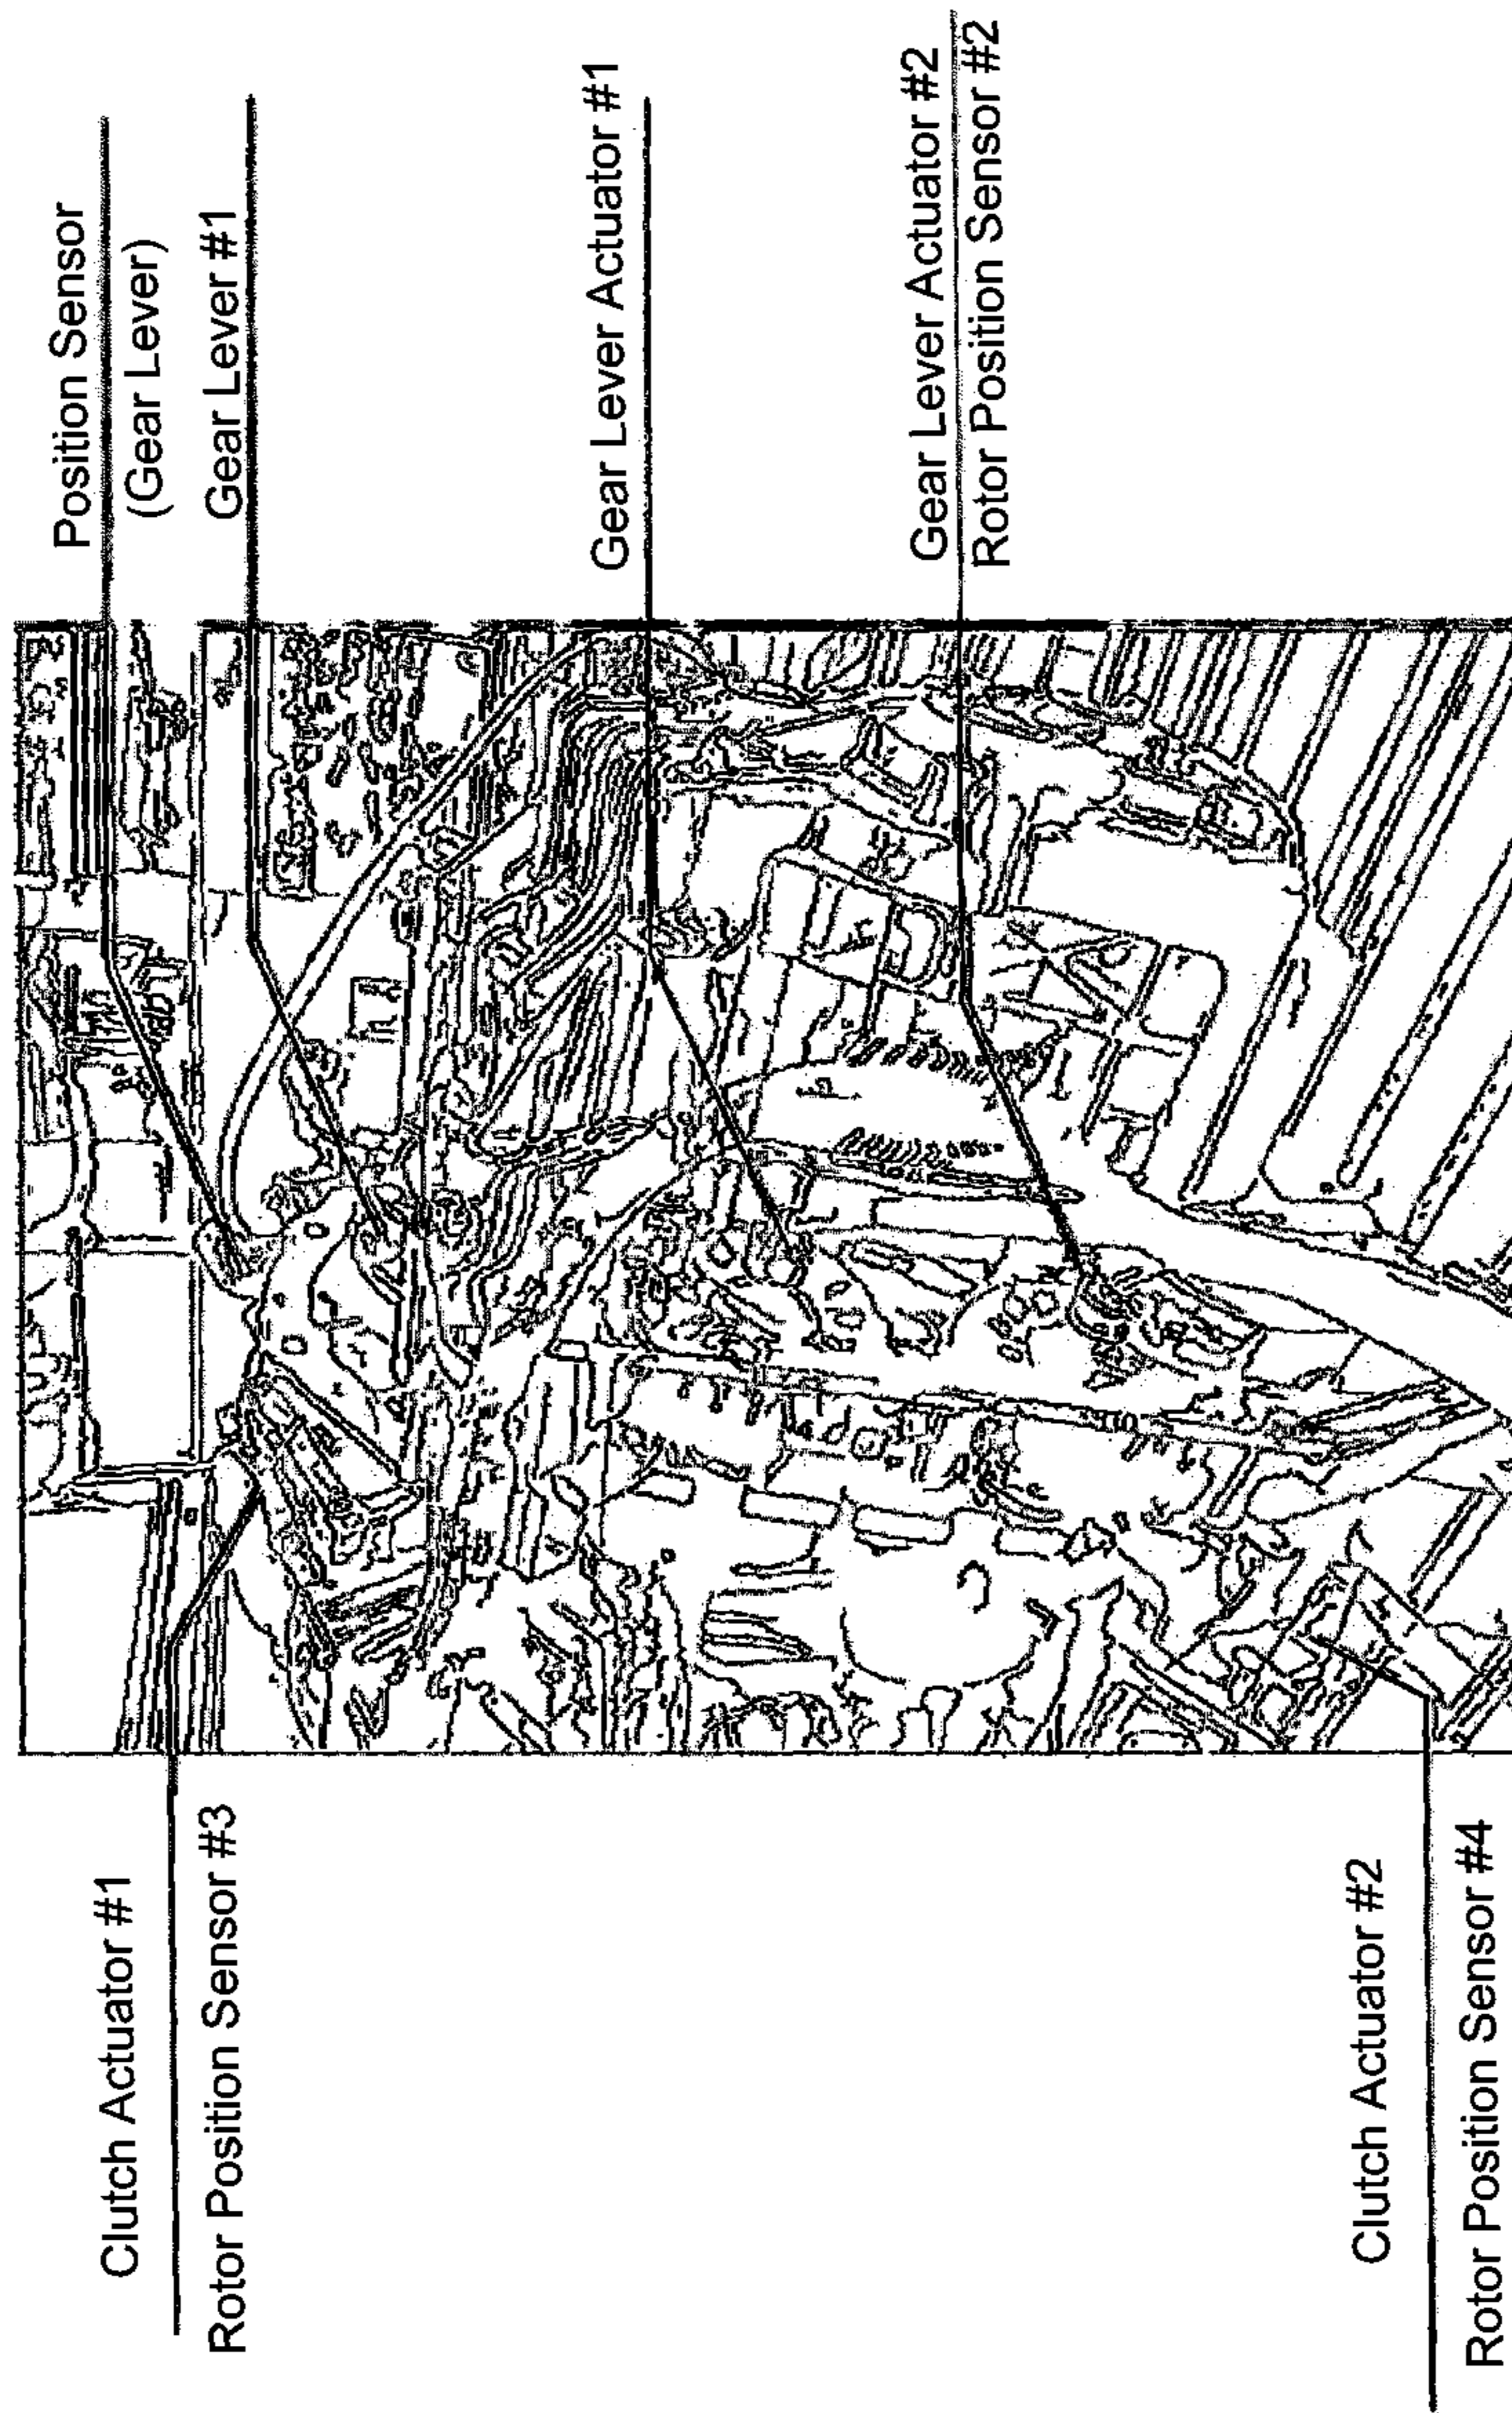 Position Sensor
(Gear Lever)
Gear Lever #1
Gear Lever Actuator #1
Gear Lever Actuator #2
Rotor Position Sensor #2
Clutch Actuator #1
Rotor Position Sensor #3
Clutch Actuator #2
Rotor Position Sensor #4